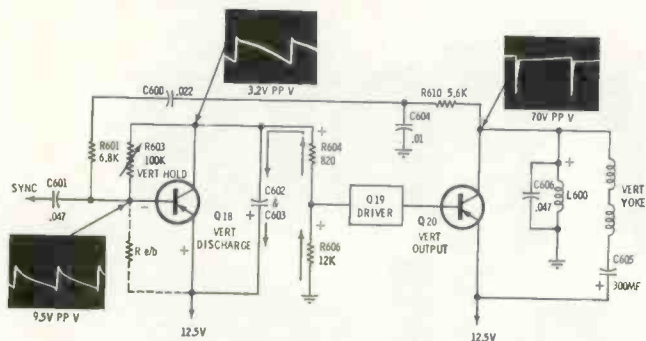 3.2V PP V
C600
.022
R610 5.6K
70V PP V
R601
6.8K
R603
100K
VERT HOLD
C604
.01
R604
820
SYNC
C601
.047
Q18
VERT
DISCHARGE
C602
&
C603
Q19
DRIVER
Q20
VERT
OUTPUT
C606
.047
L600
VERT
YOKE
R e/b
R606
12K
C605
300MF
9.5V PP V
12.5V
12.5V